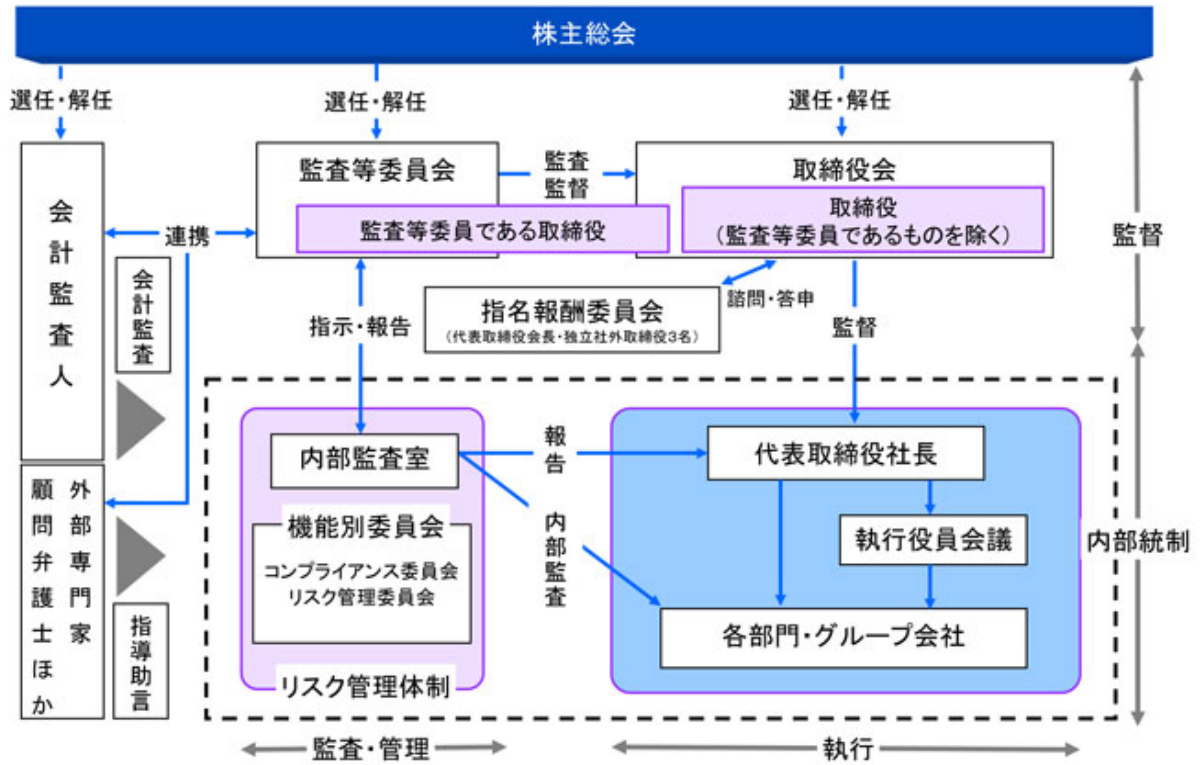 株主総会
選任・解任
選任・解任
選任・解任
会計監査人
監査等委員会
監査
監督
取締役会
監査等委員である取締役
取締役
（監査等委員であるものを除く）
連携
会計監査
指示・報告
指名報酬委員会
（代表取締役会長・独立社外取締役3名）
諮問・答申
監督
監督
内部監査室
報告
代表取締役社長
機能別委員会
コンプライアンス委員会
リスク管理委員会
内部監査
執行役員会議
内部統制
外部専門家
顧問弁護士ほか
指導助言
各部門・グループ会社
リスク管理体制
監査・管理
執行